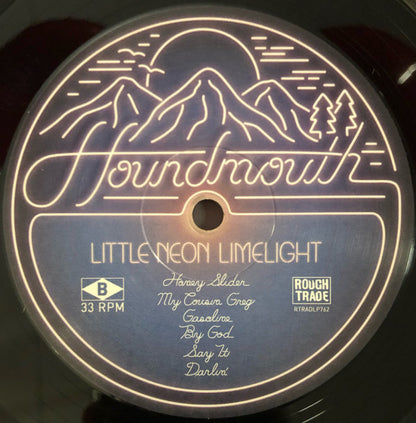 Houndmouth
LITTLE NEON LIMELIGHT
Honey Slider
My Cousin Greg
Gasoline
By God
Say It
Darlin'
B
33 RPM
ROUGH
TRADE
RTRADLP762